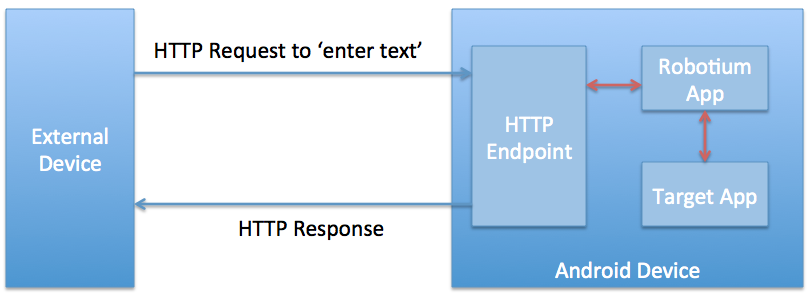 HTTP Request to ‘enter text’
External
Device
HTTP
Endpoint
Robotium
App
Target App
HTTP Response
Android Device